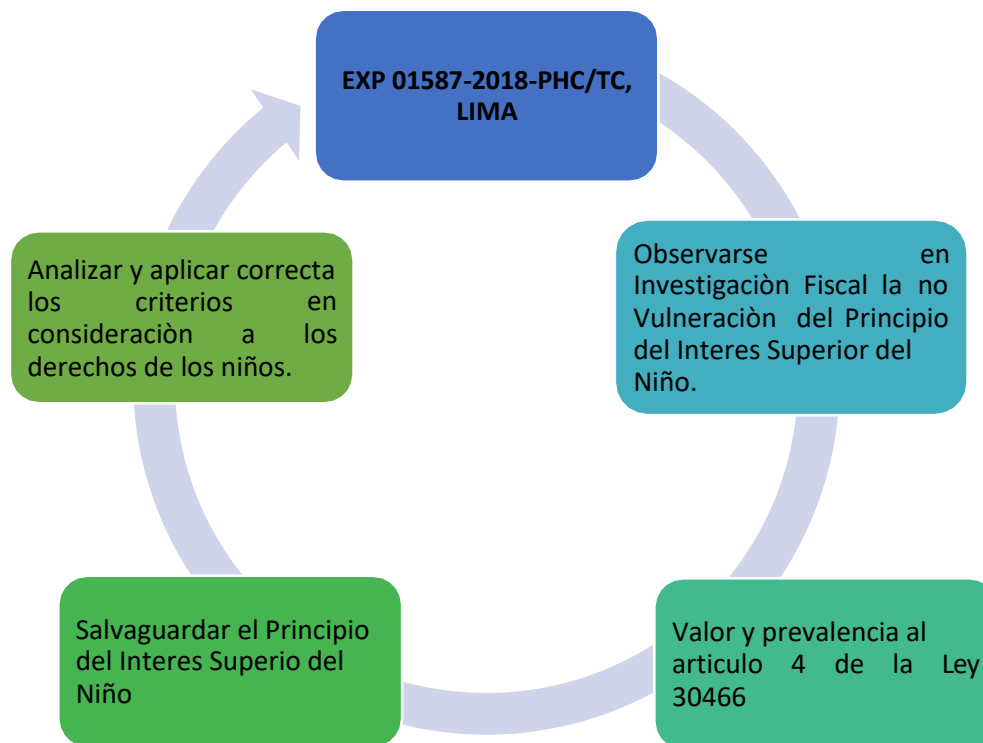 EXP 01587-2018-PHC/TC,
LIMA
Observarse en
Investigaciòn Fiscal la no
Vulneraciòn del Principio
del Interes Superior del
Niño.
Valor y prevalencia al
articulo 4 de la Ley
30466
Salvaguardar el Principio
del Interes Superio del
Niño
Analizar y aplicar correcta
los criterios en
consideraciòn a los
derechos de los niños.